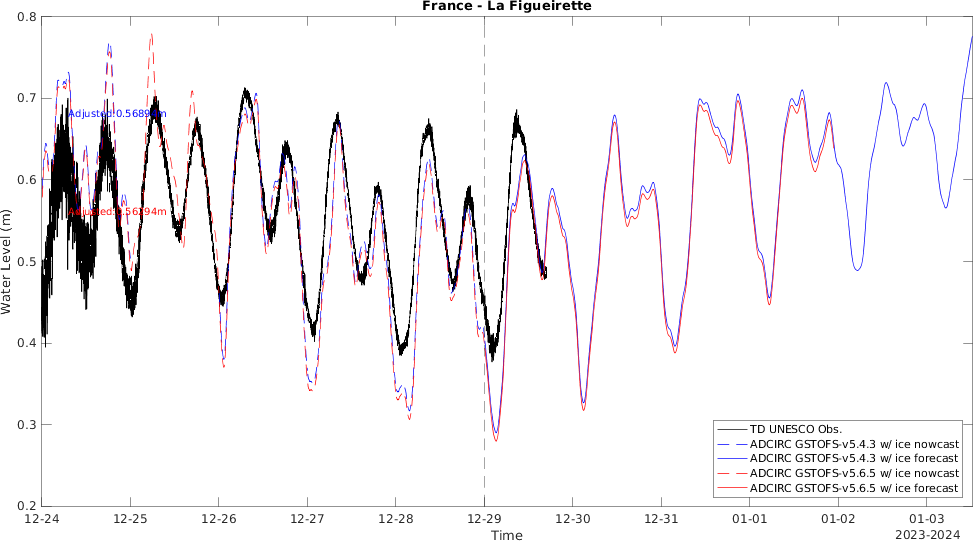 France - La Figueirette
0.8
0.7
0.6
0.5
0.4
0.3
0.2
Water Level (m)
Adjusted:
Adjusted:
12-24
12-25
12-26
12-27
12-28
12-29
12-30
12-31
01-01
01-02
01-03
Time
2023-2024
TD UNESCO Obs.
ADCIRC GSTOFS-v5.4.3 w/ ice nowcast
ADCIRC GSTOFS-v5.4.3 w/ ice forecast
ADCIRC GSTOFS-v5.6.5 w/ ice nowcast
ADCIRC GSTOFS-v5.6.5 w/ ice forecast